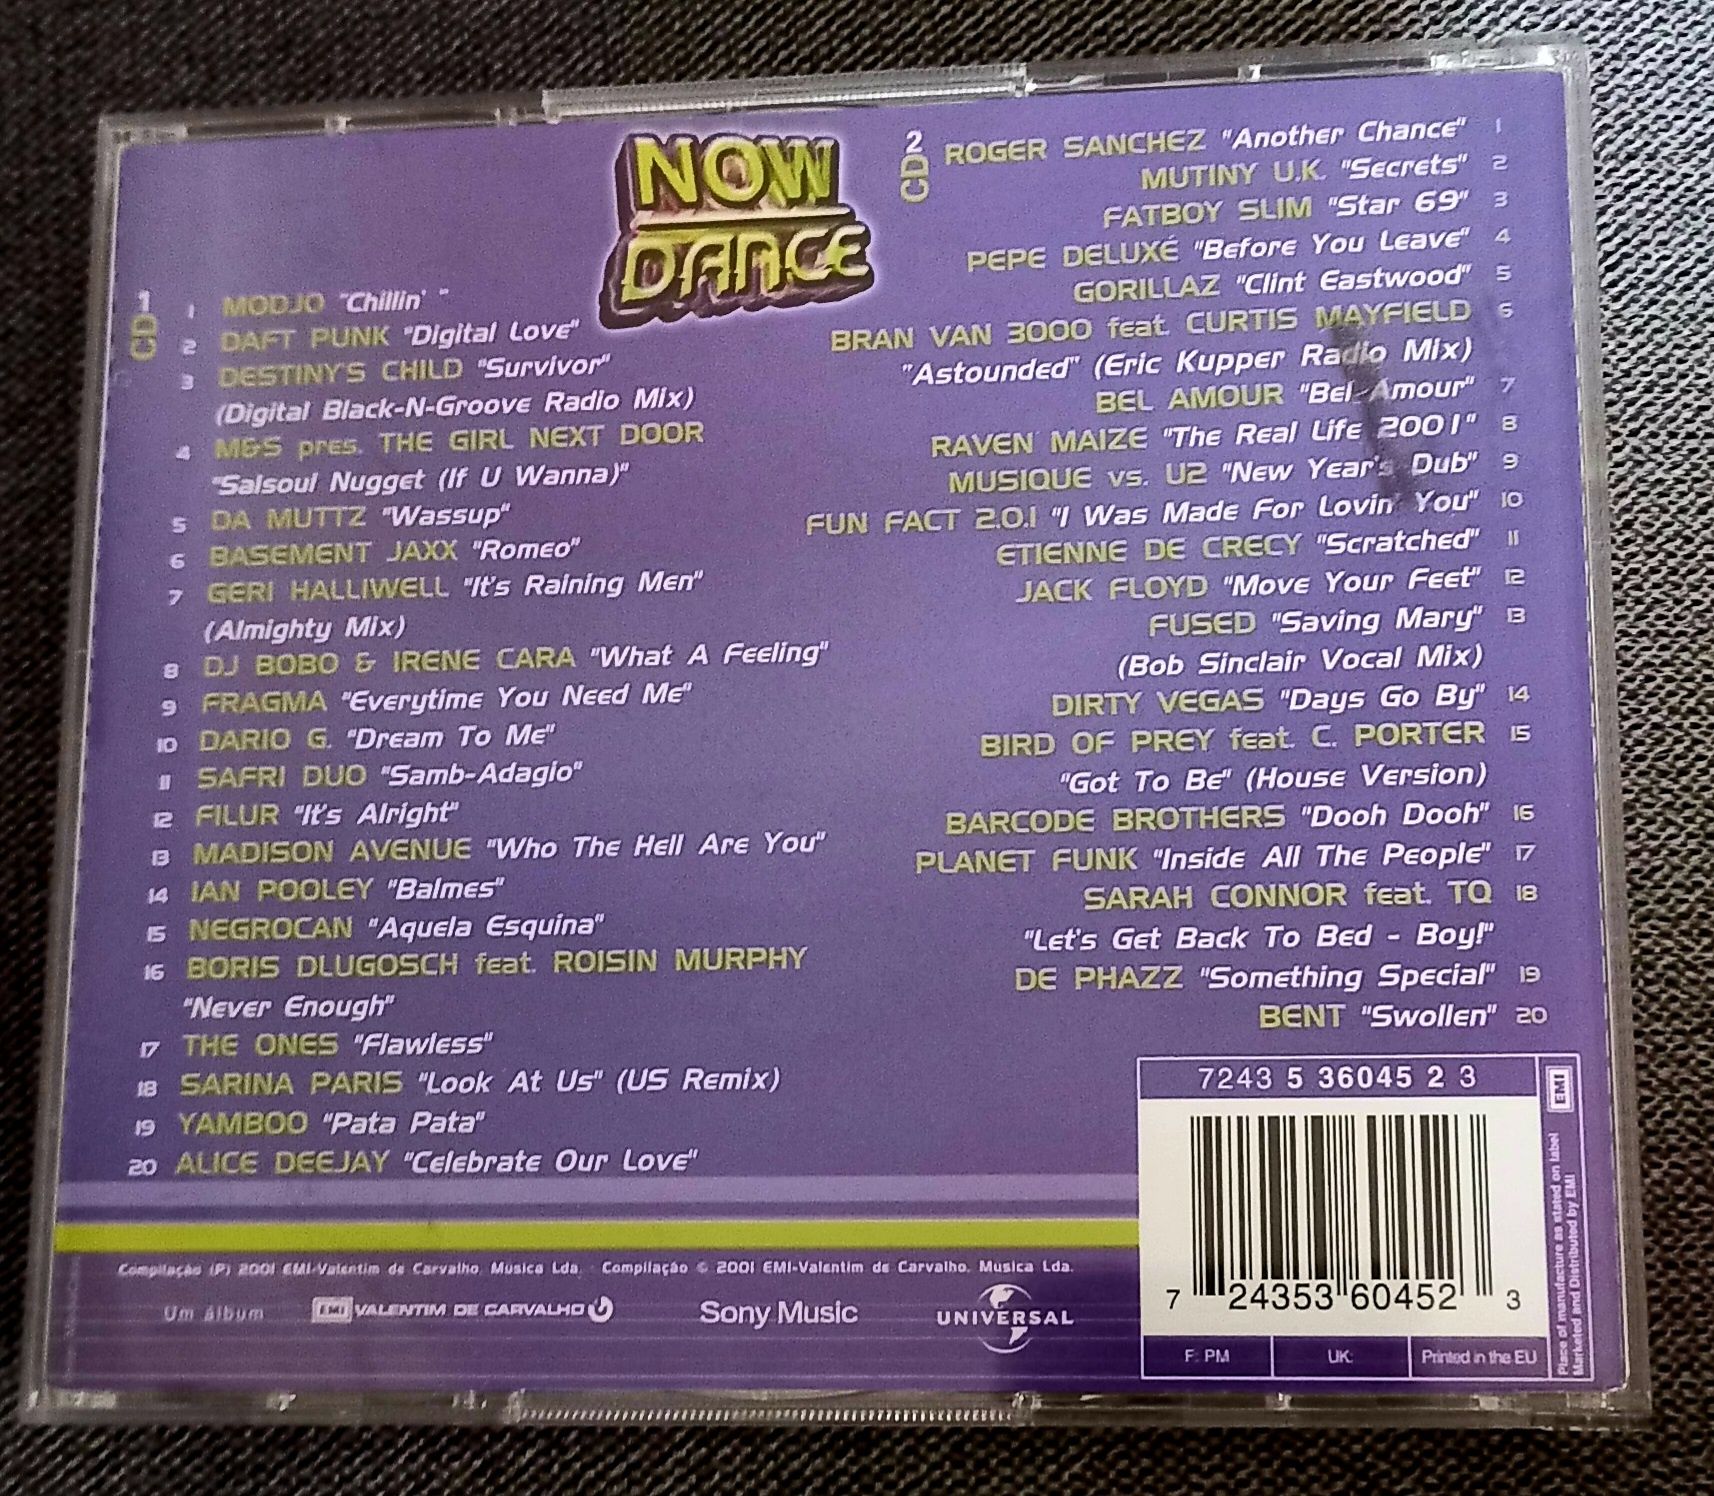 NOW
DANCE
CD 1
1 MODJO "Chillin' "
2 DAFT PUNK "Digital Love"
3 DESTINY'S CHILD "Survivor"
(Digital Black-N-Groove Radio Mix)
4 M&S pres. THE GIRL NEXT DOOR
"Salsoul Nugget (If U Wanna)"
5 DA MUTTZ "Wassup"
6 BASEMENT JAXX "Romeo"
7 GERI HALLIWELL "It's Raining Men"
(Almighty Mix)
8 DJ BOBO & IRENE CARA "What A Feeling"
9 FRAGMA "Everytime You Need Me"
10 DARIO G. "Dream To Me"
11 SAFRI DUO "Samb-Adagio"
12 FILUR "It's Alright"
13 MADISON AVENUE "Who The Hell Are You"
14 IAN POOLEY "Balmes"
15 NEGROCAN "Aquela Esquina"
16 BORIS DLUGOSCH feat. ROISIN MURPHY
"Never Enough"
17 THE ONES "Flawless"
18 SARINA PARIS "Look At Us" (US Remix)
19 YAMBOO "Pata Pata"
20 ALICE DEEJAY "Celebrate Our Love"
CD 2
ROGER SANCHEZ "Another Chance" 1
MUTINY U.K. "Secrets" 2
FATBOY SLIM "Star 69" 3
PEPE DELUXÉ "Before You Leave" 4
GORILLAZ "Clint Eastwood" 5
BRAN VAN 3000 feat. CURTIS MAYFIELD 6
"Astounded" (Eric Kupper Radio Mix)
BEL AMOUR "Bel Amour" 7
RAVEN MAIZE "The Real Life 2001" 8
MUSIQUE vs. U2 "New Year's Dub" 9
FUN FACT 2.0.1 "I Was Made For Lovin' You" 10
ETIENNE DE CRECY "Scratched" 11
JACK FLOYD "Move Your Feet" 12
FUSED "Saving Mary" 13
(Bob Sinclair Vocal Mix)
DIRTY VEGAS "Days Go By" 14
BIRD OF PREY feat. C. PORTER 15
"Got To Be" (House Version)
BARCODE BROTHERS "Dooh Dooh" 16
PLANET FUNK "Inside All The People" 17
SARAH CONNOR feat. TQ 18
"Let's Get Back To Bed - Boy!"
DE PHAZZ "Something Special" 19
BENT "Swollen" 20
7243 5 36045 2 3
EMI
Place of manufacture as stated on label
Marketed and Distributed by EMI
7 24353 60452 3
F: PM
UK:
Printed in the EU
Compilação (P) 2001 EMI-Valentim de Carvalho, Musica Lda. Compilação © 2001 EMI-Valentim de Carvalho, Musica Lda.
Um álbum EMI VALENTIM DE CARVALHO Sony Music UNIVERSAL